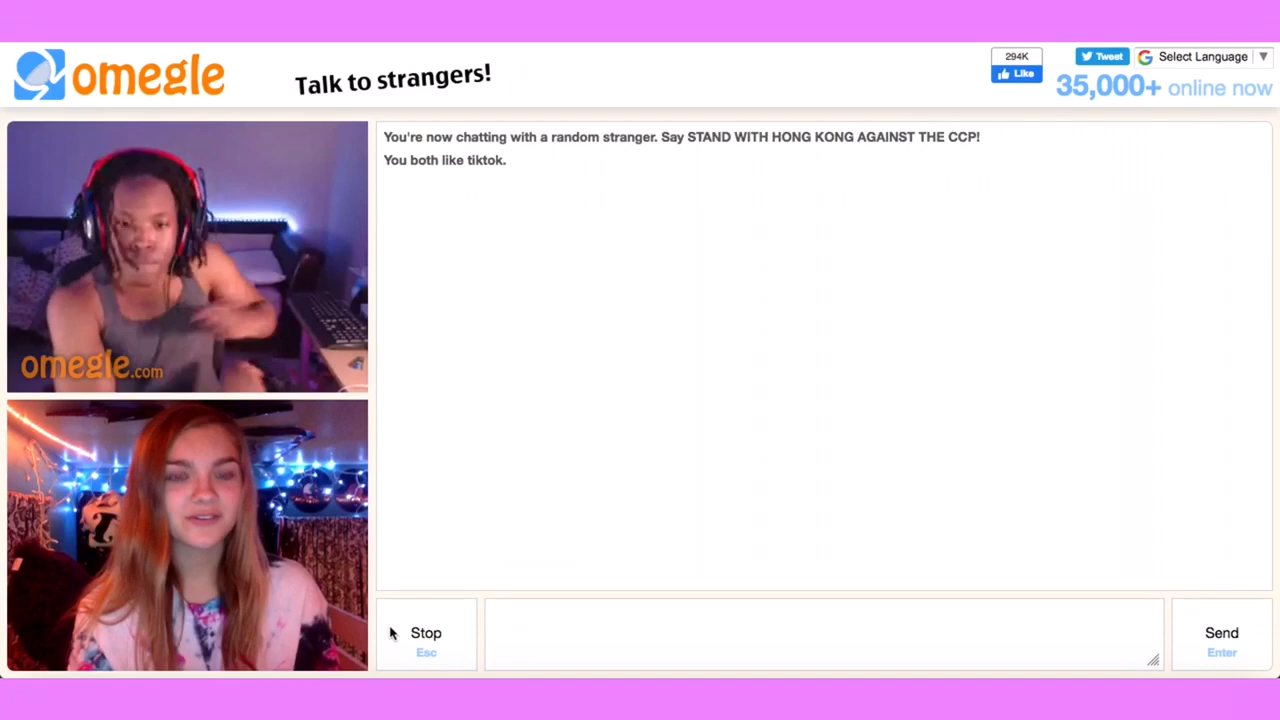 omegle
Talk to strangers!
294K
Like
Tweet
Select Language
35,000+ online now
You're now chatting with a random stranger. Say STAND WITH HONG KONG AGAINST THE CCP!
You both like tiktok.
omegle.com
Stop
Esc
Send
Enter